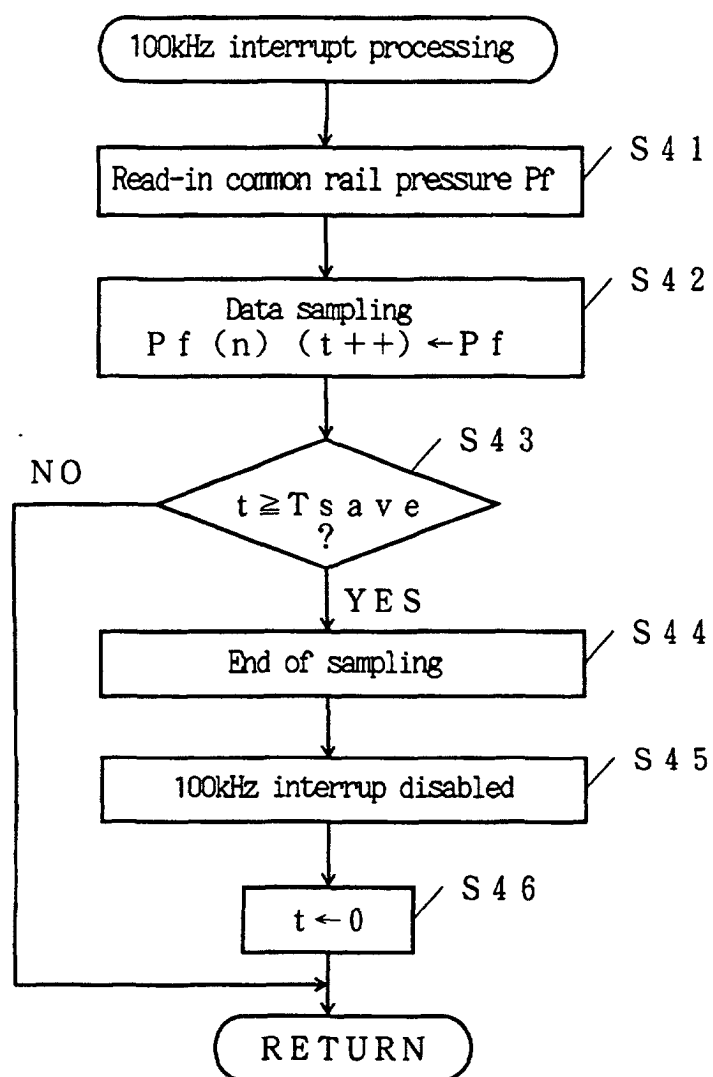 100kHz interrupt processing
S41
Read-in common rail pressure Pf
S42
Data sampling
Pf (n) (t++) ←Pf
S43
NO
t≧Tsave
?
YES
S44
End of sampling
S45
100kHz interrup disabled
S46
t←0
RETURN